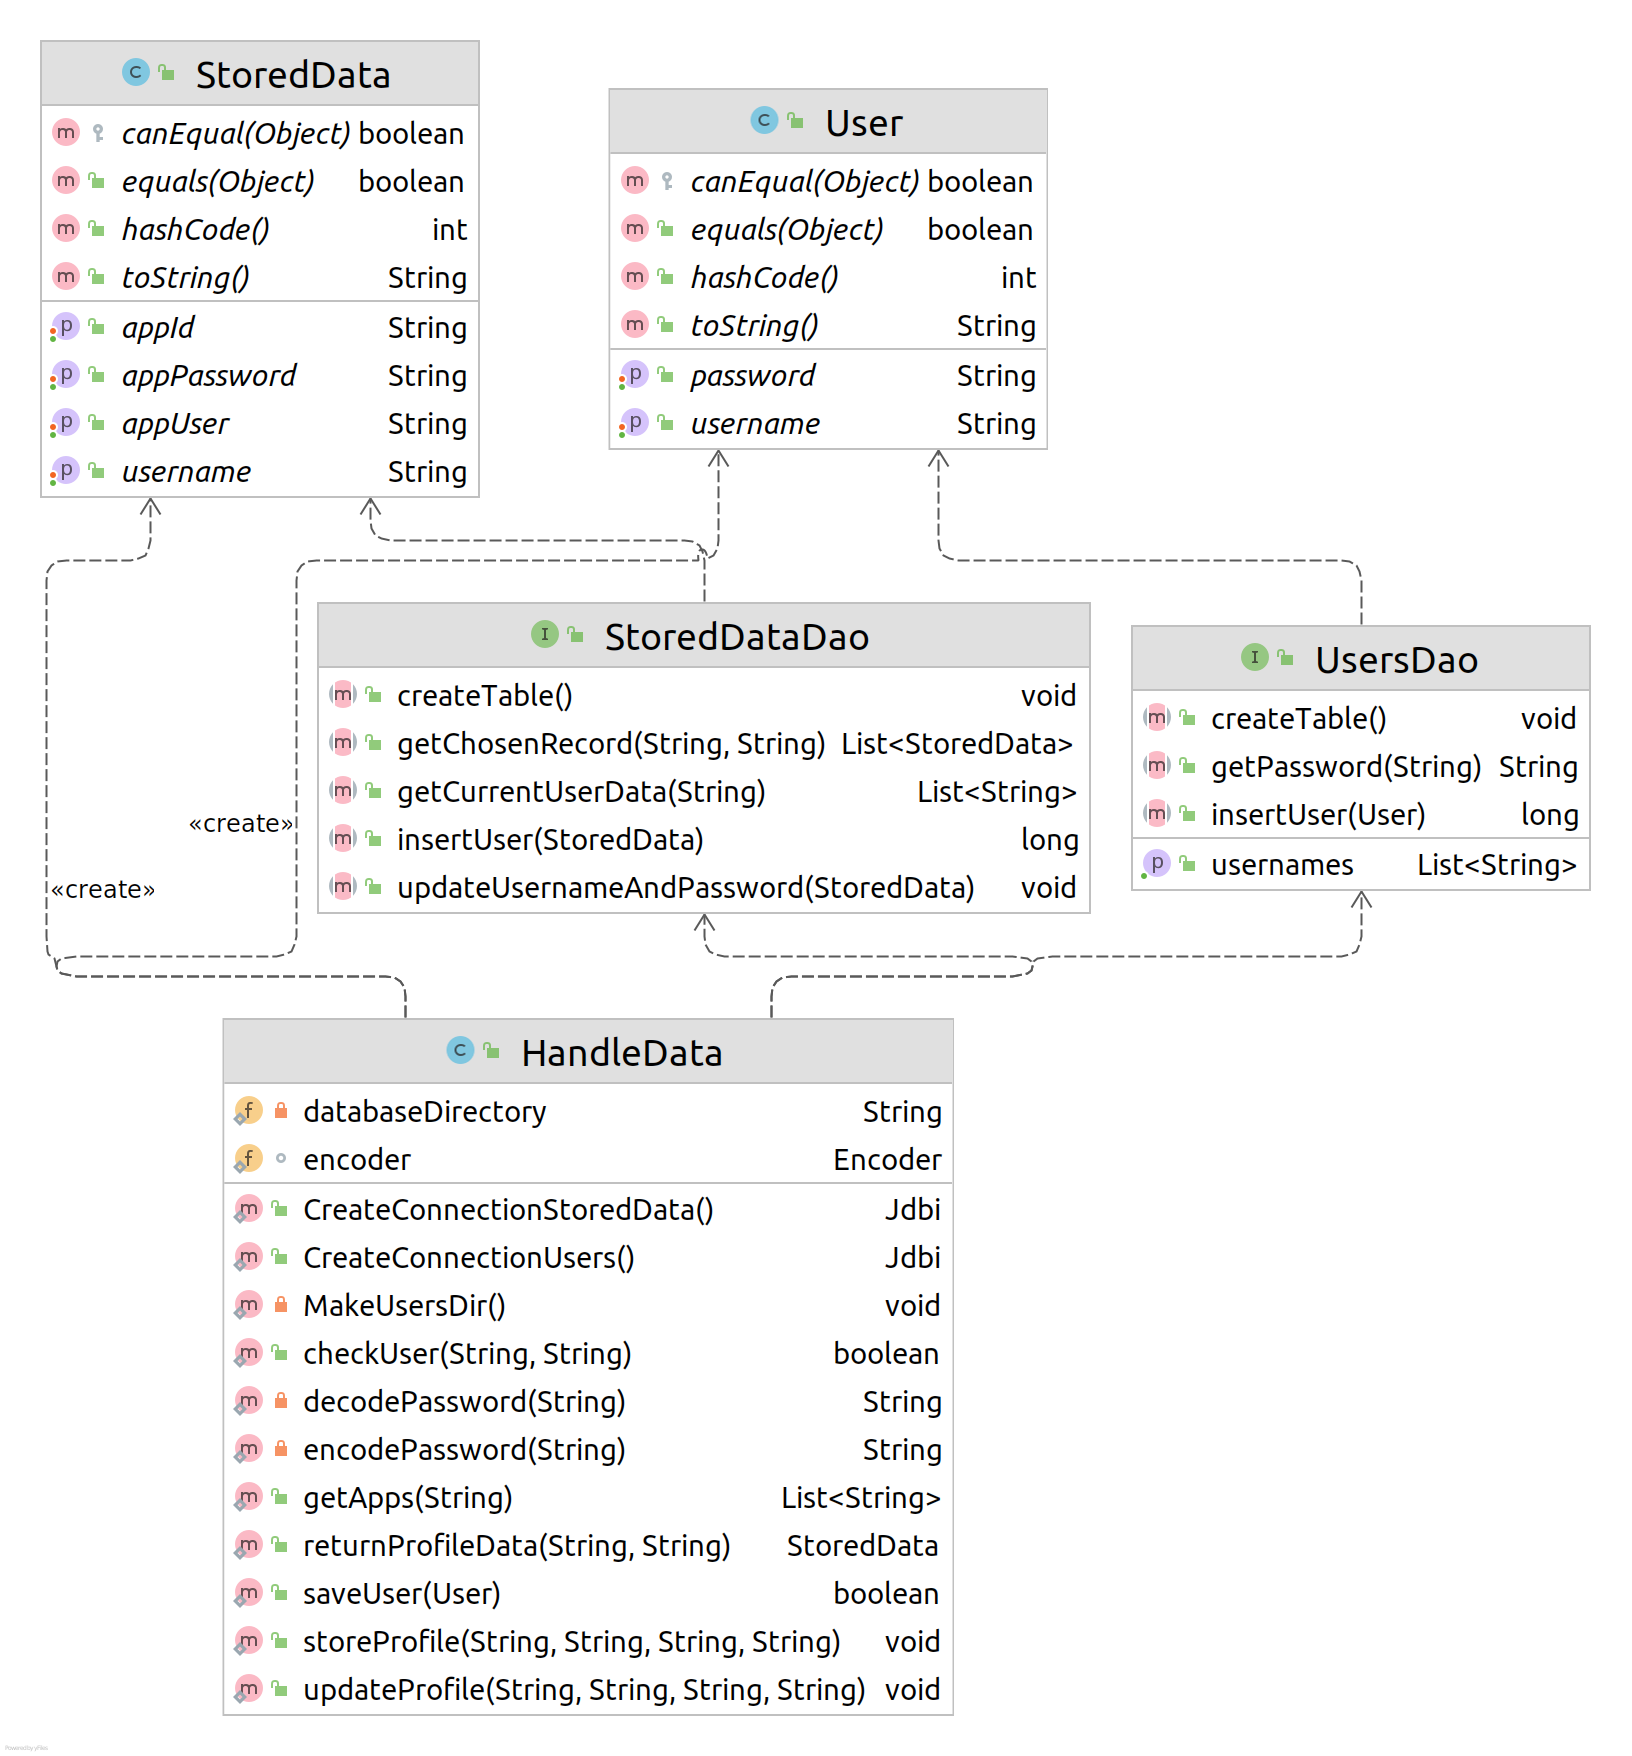 StoredData
canEqual(Object) boolean
equals(Object) boolean
hashCode() int
toString() String
appId String
appPassword String
appUser String
username String
User
canEqual(Object) boolean
equals(Object) boolean
hashCode() int
toString() String
password String
username String
StoredDataDao
createTable() void
getChosenRecord(String, String) List<StoredData>
getCurrentUserData(String) List<String>
insertUser(StoredData) long
updateUsernameAndPassword(StoredData) void
UsersDao
createTable() void
getPassword(String) String
insertUser(User) long
usernames List<String>
«create»
«create»
HandleData
databaseDirectory String
encoder Encoder
CreateConnectionStoredData() Jdbi
CreateConnectionUsers() Jdbi
MakeUsersDir() void
checkUser(String, String) boolean
decodePassword(String) String
encodePassword(String) String
getApps(String) List<String>
returnProfileData(String, String) StoredData
saveUser(User) boolean
storeProfile(String, String, String, String) void
updateProfile(String, String, String, String) void
Powered by yFiles